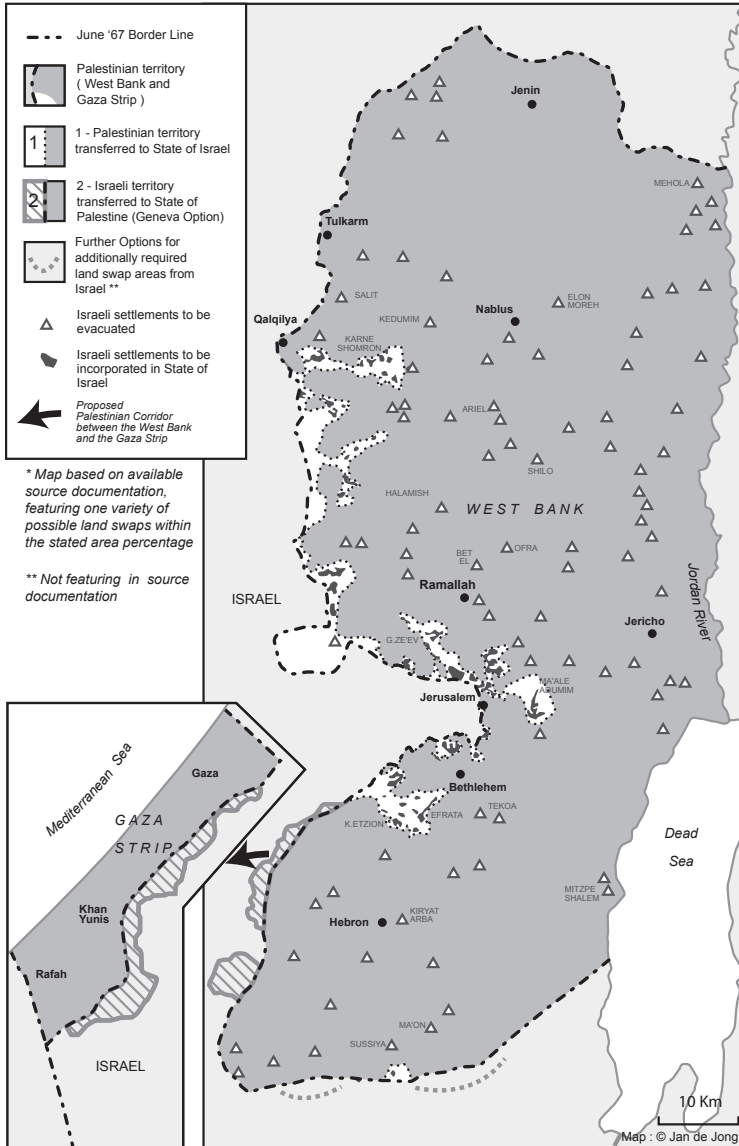 June '67 Border Line
Palestinian territory
( West Bank and
Gaza Strip )
1
1 - Palestinian territory
transferred to State of Israel
2
2 - Israeli territory
transferred to State of
Palestine (Geneva Option)
Further Options for
additionally required
land swap areas from
Israel **
Israeli settlements to be
evacuated
Israeli settlements to be
incorporated in State of
Israel
Proposed
Palestinian Corridor
between the West Bank
and the Gaza Strip
* Map based on available
source documentation,
featuring one variety of
possible land swaps within
the stated area percentage
** Not featuring in source
documentation
Jenin
MEHOLA
Tulkarm
SALIT
ELON
MOREH
Nablus
KEDUMIM
Qalqilya
KARNE
SHOMRON
ARIEL
SHILO
HALAMISH
WEST BANK
OFRA
BET
EL
Ramallah
ISRAEL
Jordan River
Jericho
G.ZE'EV
MA'ALE
ADUMIM
Jerusalem
Bethlehem
TEKOA
EFRATA
K.ETZION
Dead
Sea
MITZPE
SHALEM
KIRYAT
ARBA
Hebron
MA'ON
SUSSIYA
Mediterranean Sea
Gaza
GAZA
STRIP
Khan
Yunis
Rafah
ISRAEL
10 Km
Map : © Jan de Jong